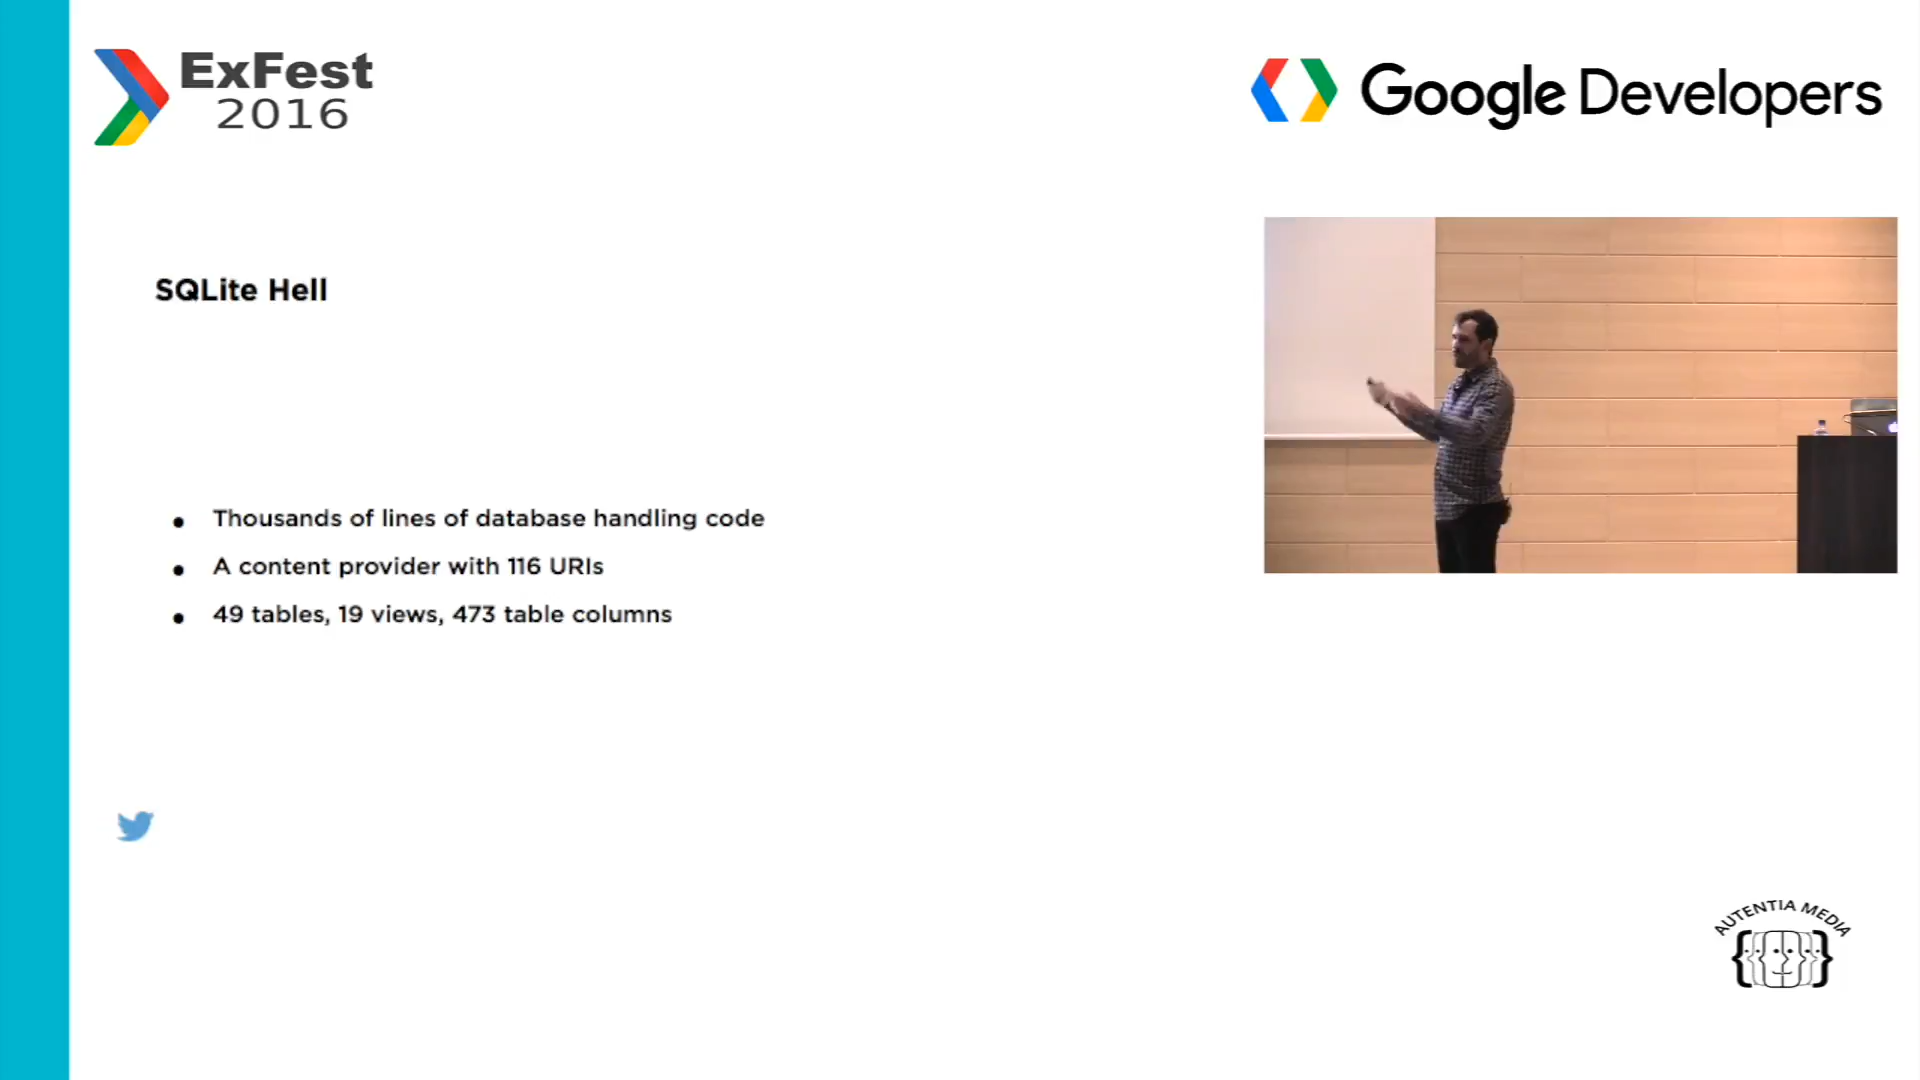 ExFest
2016
Google Developers
SQLite Hell
• Thousands of lines of database handling code
• A content provider with 116 URIs
• 49 tables, 19 views, 473 table columns
AUTENTIA MEDIA